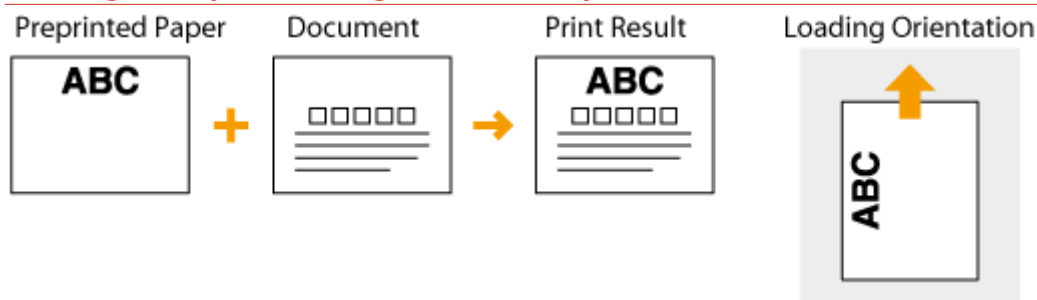 Preprinted Paper
Document
Print Result
Loading Orientation
ABC
ABC
ABC